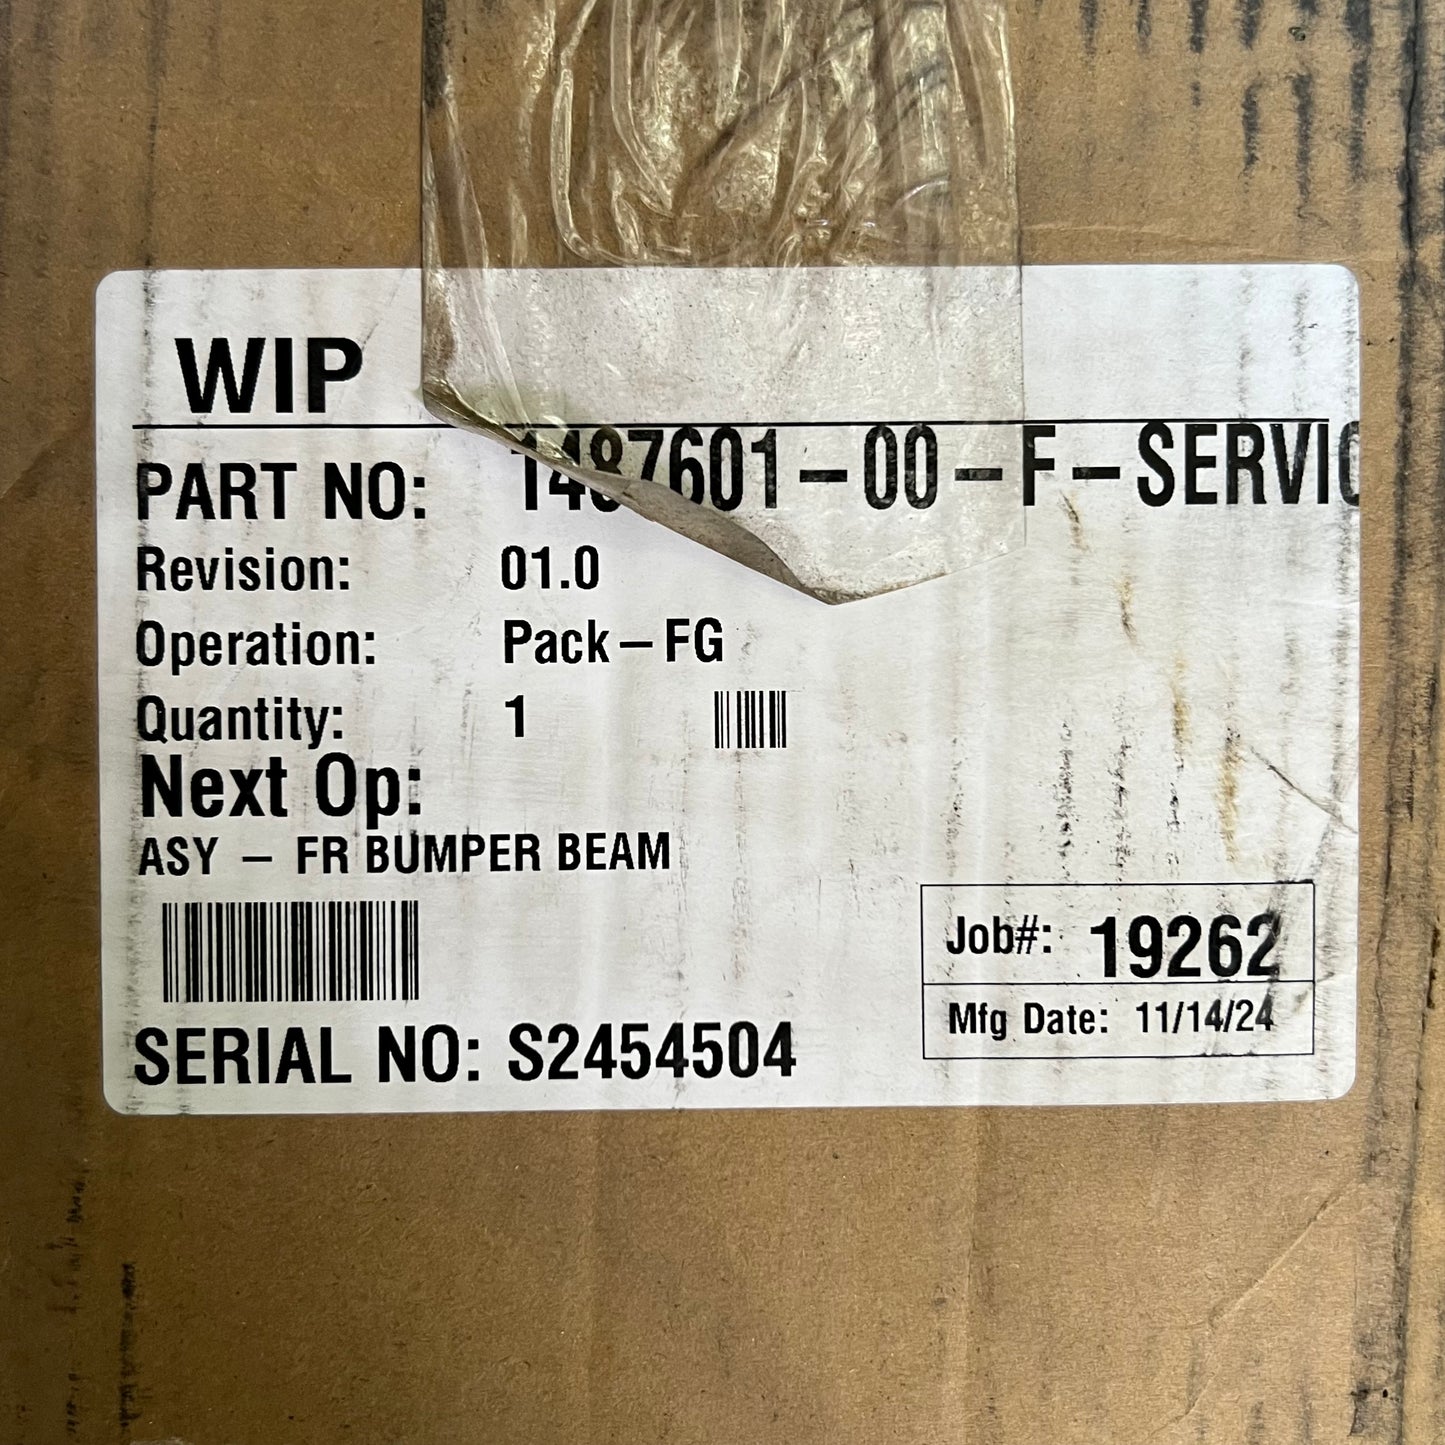 WIP
PART NO: 1487601-00-F-SERVIC
Revision: 01.0
Operation: Pack-FG
Quantity: 1
Next Op:
ASY - FR BUMPER BEAM
Job#: 19262
Mfg Date: 11/14/24
SERIAL NO: S2454504